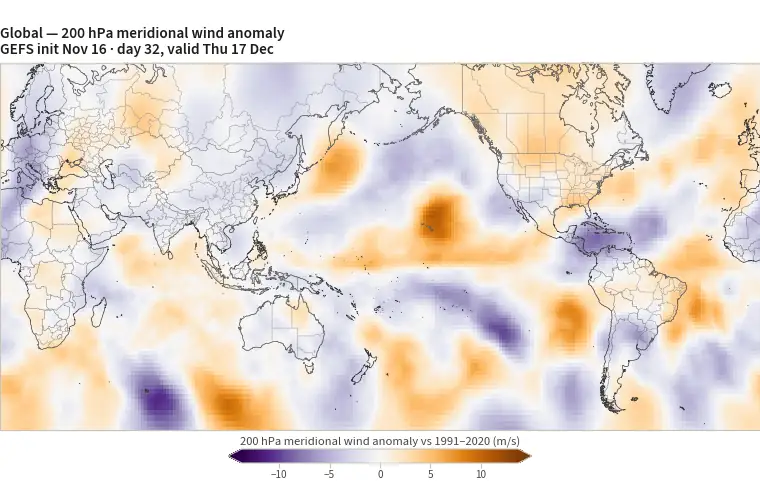 Global — 200 hPa meridional wind anomaly
GEFS init Nov 16 · day 32, valid Thu 17 Dec
200 hPa meridional wind anomaly vs 1991–2020 (m/s)
−10 −5 0 5 10